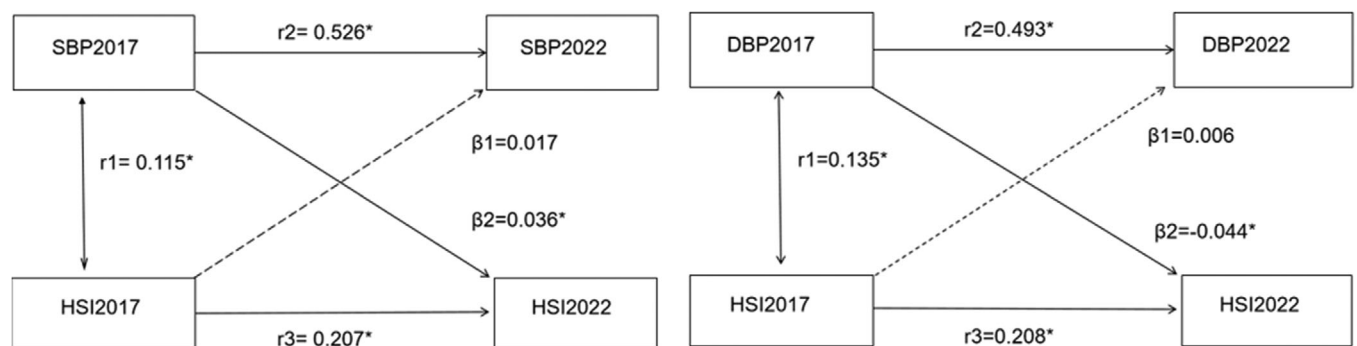 SBP2017
r2= 0.526*
SBP2022
r1= 0.115*
β1=0.017
β2=0.036*
HSI2017
r3= 0.207*
HSI2022
DBP2017
r2=0.493*
DBP2022
r1=0.135*
β1=0.006
β2=-0.044*
HSI2017
r3=0.208*
HSI2022